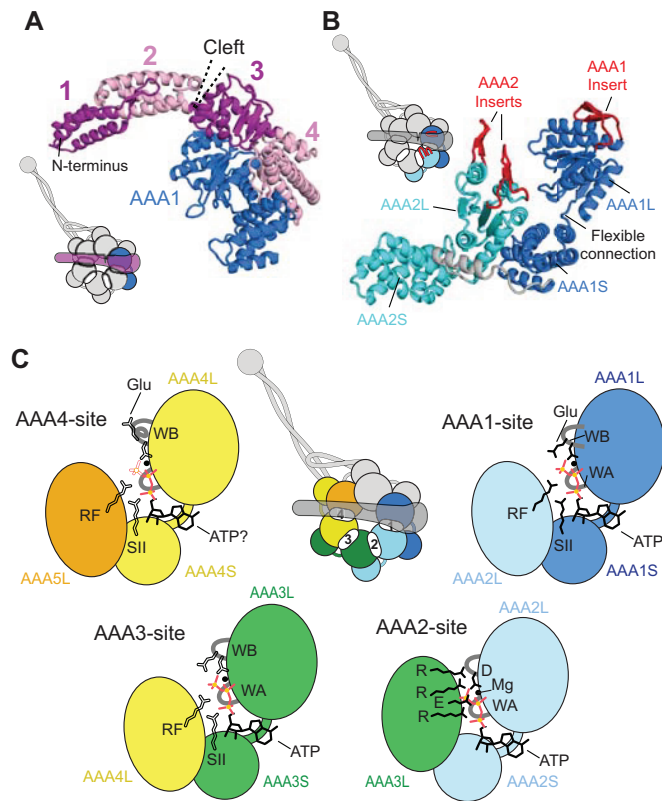 A
2
Cleft
3
1
4
N-terminus
AAA1
B
AAA2
Inserts
AAA1
Insert
AAA2L
AAA1L
Flexible
connection
AAA1S
AAA2S
C
Glu
AAA4L
AAA4-site
WB
RF
SII
ATP?
AAA5L
AAA4S
4
3
2
1
AAA1L
AAA1-site
Glu
WB
WA
RF
SII
ATP
AAA2L
AAA1S
AAA3L
AAA3-site
WB
WA
RF
SII
ATP
AAA4L
AAA3S
AAA2L
AAA2-site
R
D
Mg
R
E
WA
R
ATP
AAA3L
AAA2S